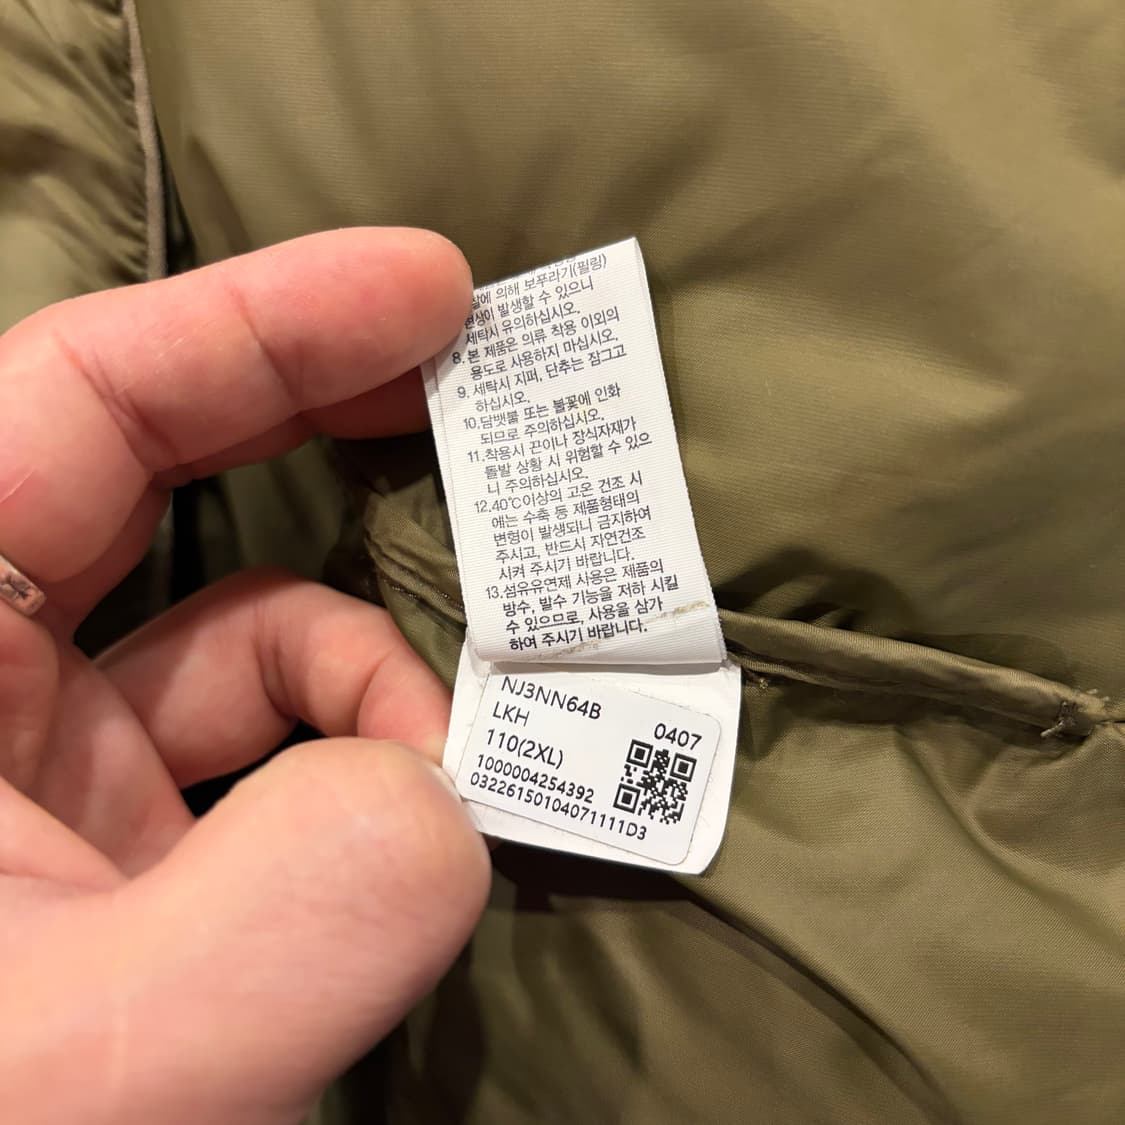 에 의해 보푸라기(필링)
현상이 발생할 수 있으니
세탁시 유의하십시오.
8. 본 제품은 의류 착용 이외의
용도로 사용하지 마십시오.
9. 세탁시 지퍼, 단추는 잠그고
하십시오.
10.담뱃불 또는 불꽃에 인화
되므로 주의하십시오.
11.착용시 끈이나 장식자재가
돌발 상황 시 위험할 수 있으
니 주의하십시오.
12.40℃이상의 고온 건조 시
에는 수축 등 제품형태의
변형이 발생되니 금지하여
주시고, 반드시 자연건조
시켜 주시기 바랍니다.
13.섬유유연제 사용은 제품의
방수, 발수 기능을 저하 시킬
수 있으므로, 사용을 삼가
하여 주시기 바랍니다.
NJ3NN64B
LKH
0407
110(2XL)
1000004254392
03226150104071111D3